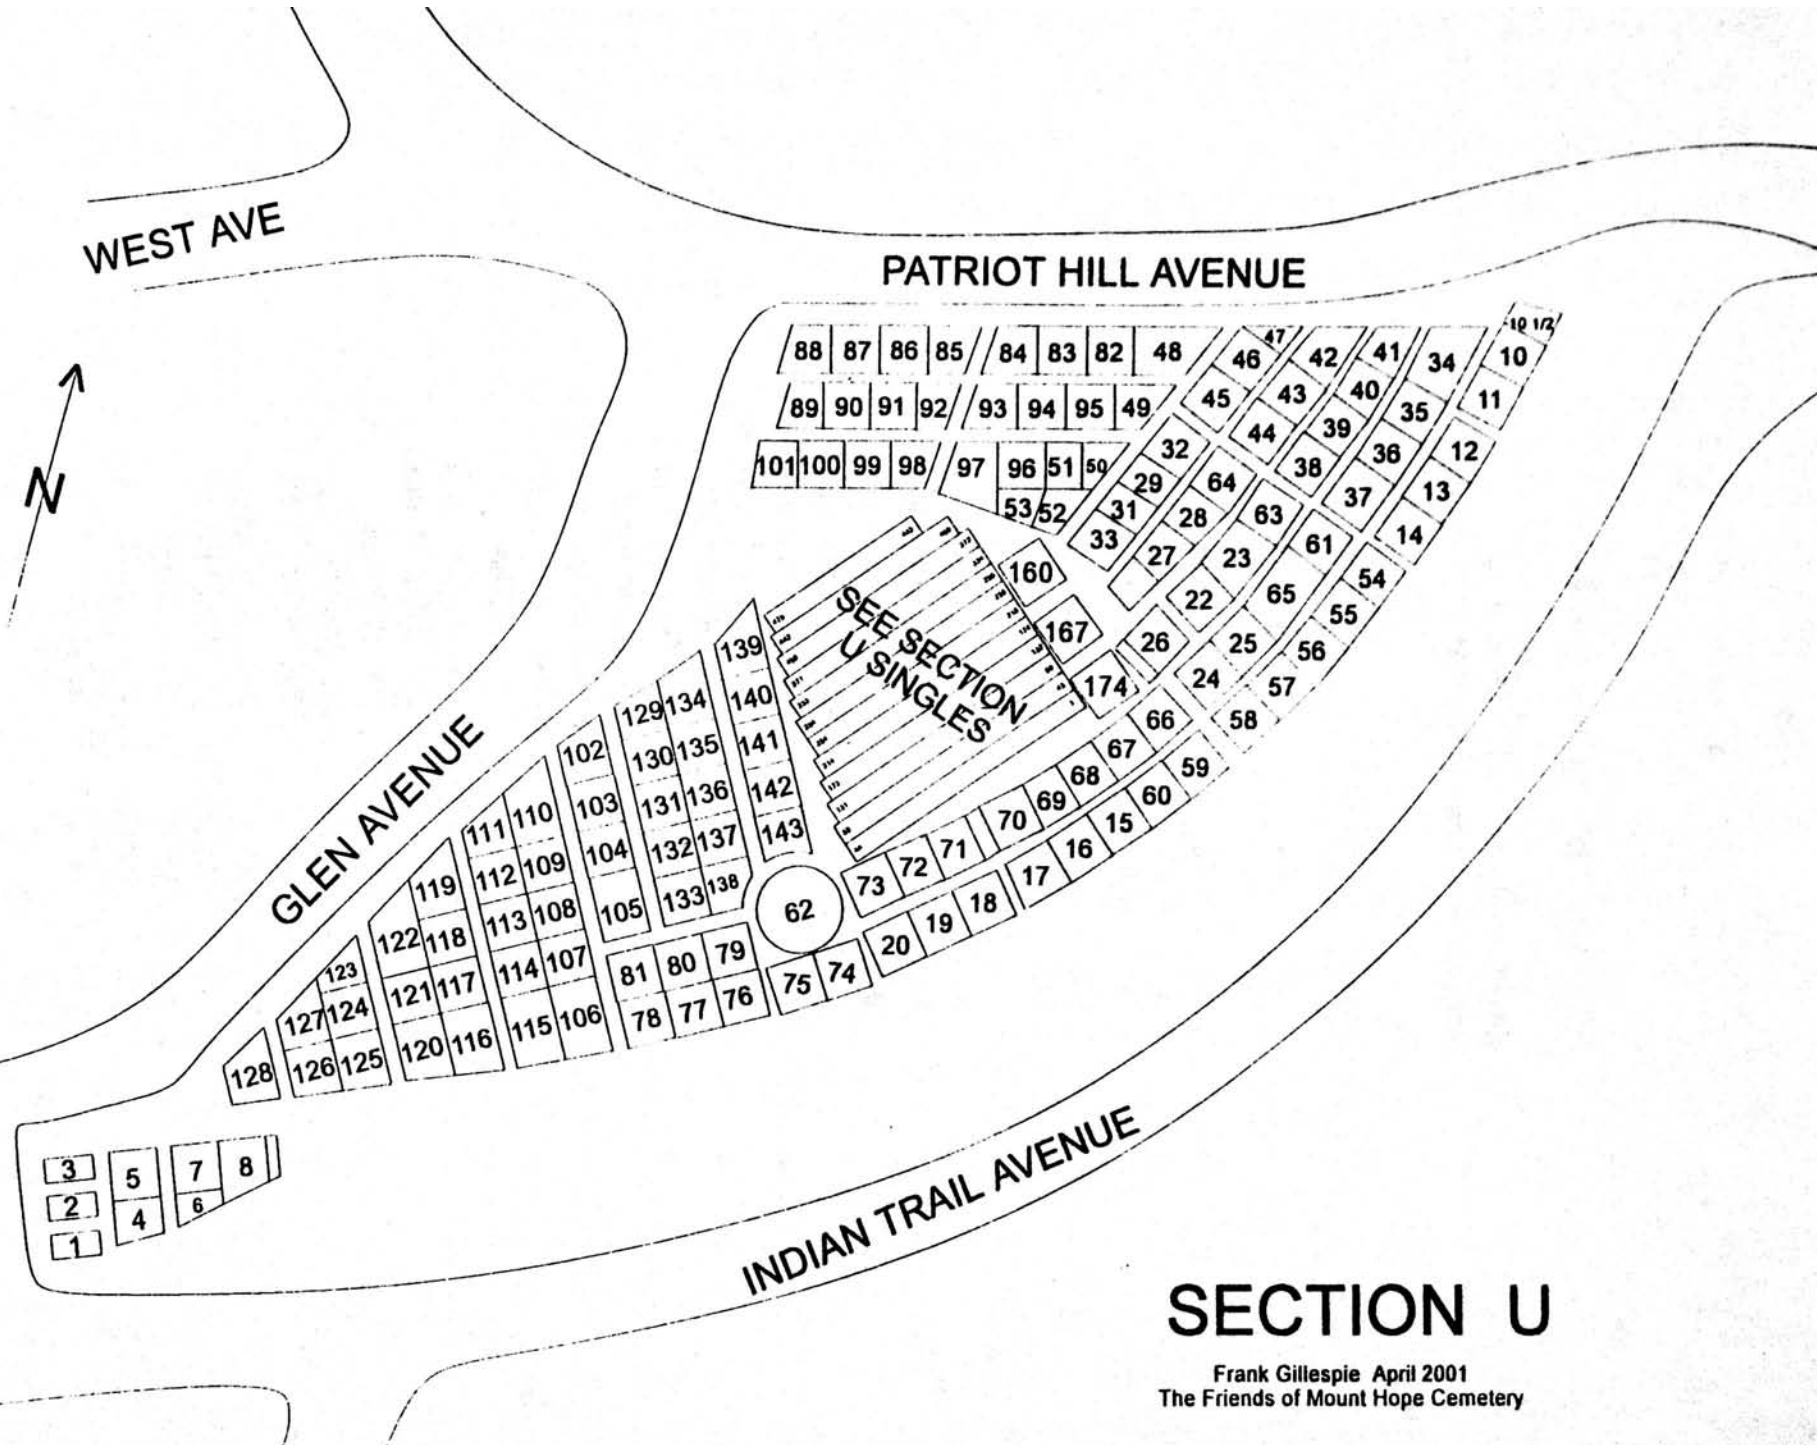 WEST AVE
PATRIOT HILL AVENUE
10 1/2
88 87 86 85 84 83 82 48 46 47 42 41 34 10
89 90 91 92 93 94 95 49 45 43 40 35 11
101 100 99 98 97 96 51 50 32 44 39 36 12
53 52 29 64 38 37 13
31 28 63 61 14
33 27 23 65 54
160 22 25 55
167 26 24 56
174 66 58 57
N
SEE SECTION
U SINGLES
GLEN AVENUE
139
129 134 140
102 130 135 141 67 59
111 110 103 131 136 142 70 69 68 60
119 112 109 104 132 137 143 73 72 71 17 16 15
122 118 113 108 105 133 138 62 20 19 18
123 121 117 114 107 81 80 79 75 74
127 124 120 116 115 106 78 77 76
128 126 125
3 5 7 8
2 4 6
1
INDIAN TRAIL AVENUE
SECTION U
Frank Gillespie April 2001
The Friends of Mount Hope Cemetery